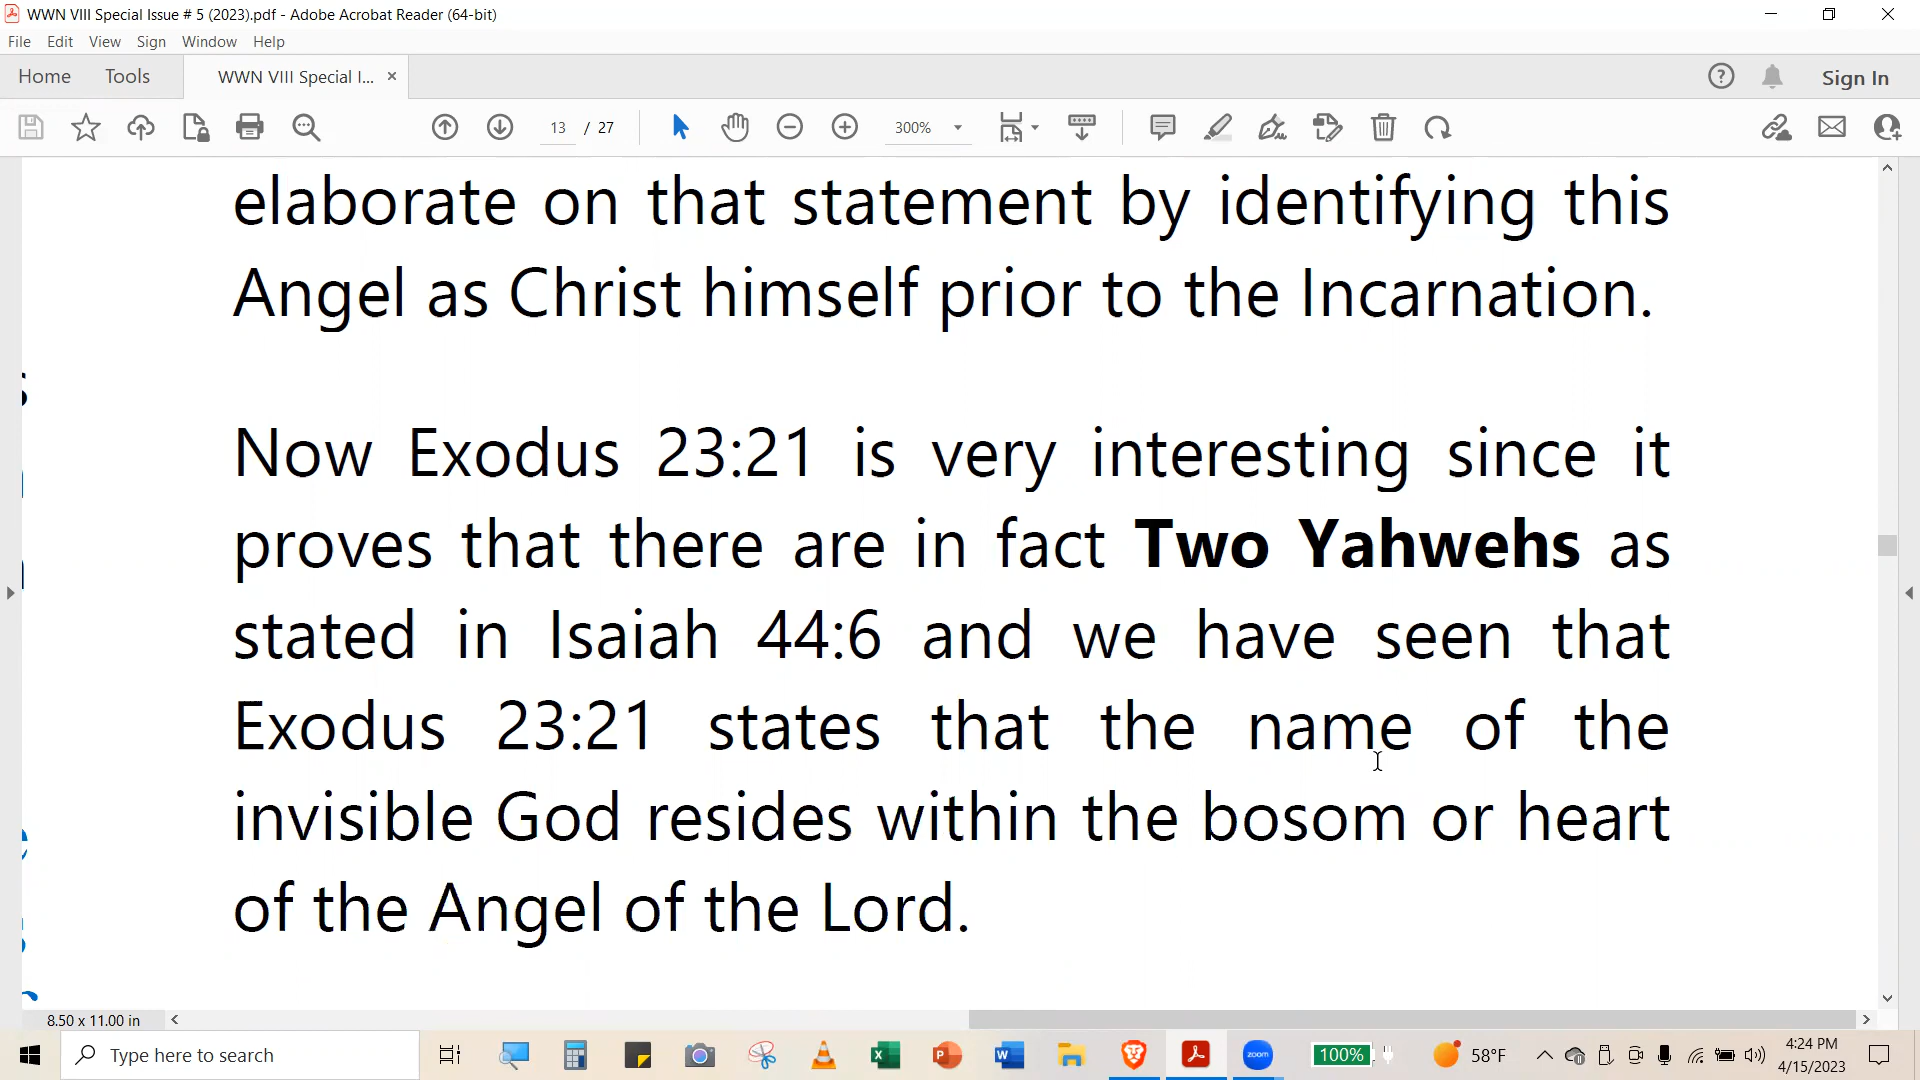 WWN VIII Special Issue # 5 (2023).pdf - Adobe Acrobat Reader (64-bit)
File Edit View Sign Window Help
Home Tools WWN VIII Special I... × Sign In
13 / 27 300%
elaborate on that statement by identifying this
Angel as Christ himself prior to the Incarnation.
Now Exodus 23:21 is very interesting since it
proves that there are in fact Two Yahwehs as
stated in Isaiah 44:6 and we have seen that
Exodus 23:21 states that the name of the
invisible God resides within the bosom or heart
of the Angel of the Lord.
8.50 x 11.00 in
Type here to search zoom 100% 58°F 4:24 PM
4/15/2023